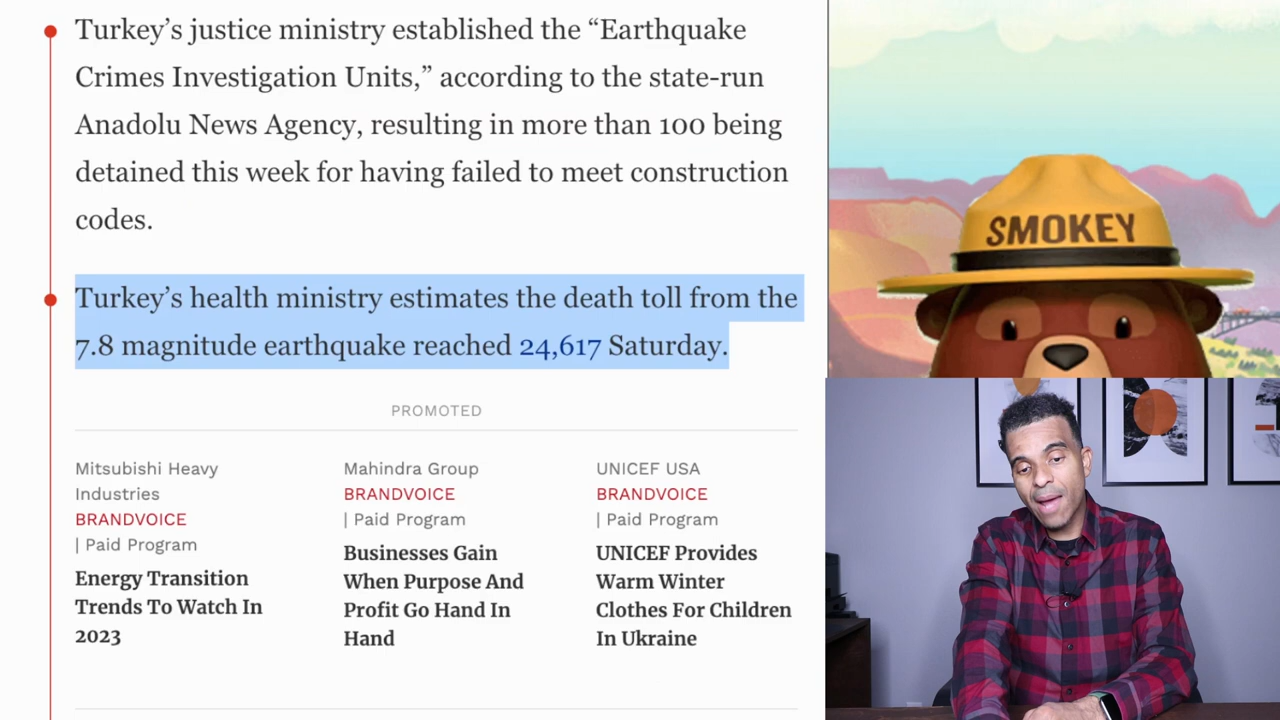 Turkey’s justice ministry established the “Earthquake
Crimes Investigation Units,” according to the state-run
Anadolu News Agency, resulting in more than 100 being
detained this week for having failed to meet construction
codes.
Turkey’s health ministry estimates the death toll from the
7.8 magnitude earthquake reached 24,617 Saturday.
PROMOTED
Mitsubishi Heavy
Industries
BRANDVOICE
| Paid Program
Energy Transition
Trends To Watch In
2023
Mahindra Group
BRANDVOICE
| Paid Program
Businesses Gain
When Purpose And
Profit Go Hand In
Hand
UNICEF USA
BRANDVOICE
| Paid Program
UNICEF Provides
Warm Winter
Clothes For Children
In Ukraine
SMOKEY